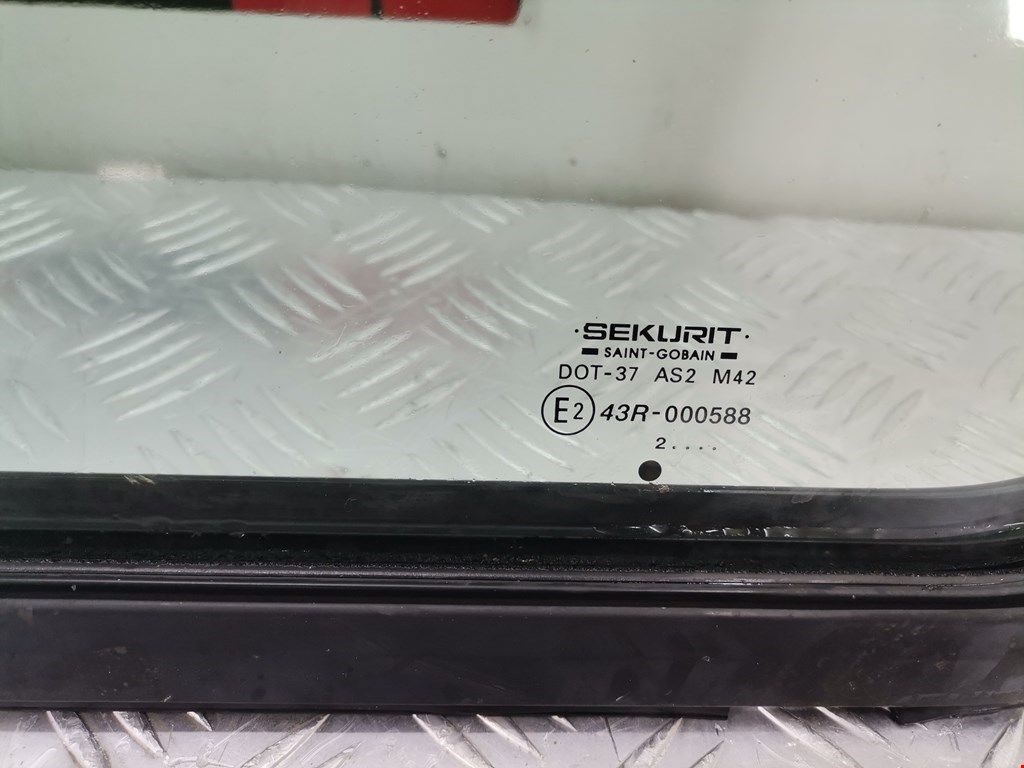 ·SEKURIT·
SAINT-GOBAIN
DOT-37 AS2 M42
E2 43R-000588
2....